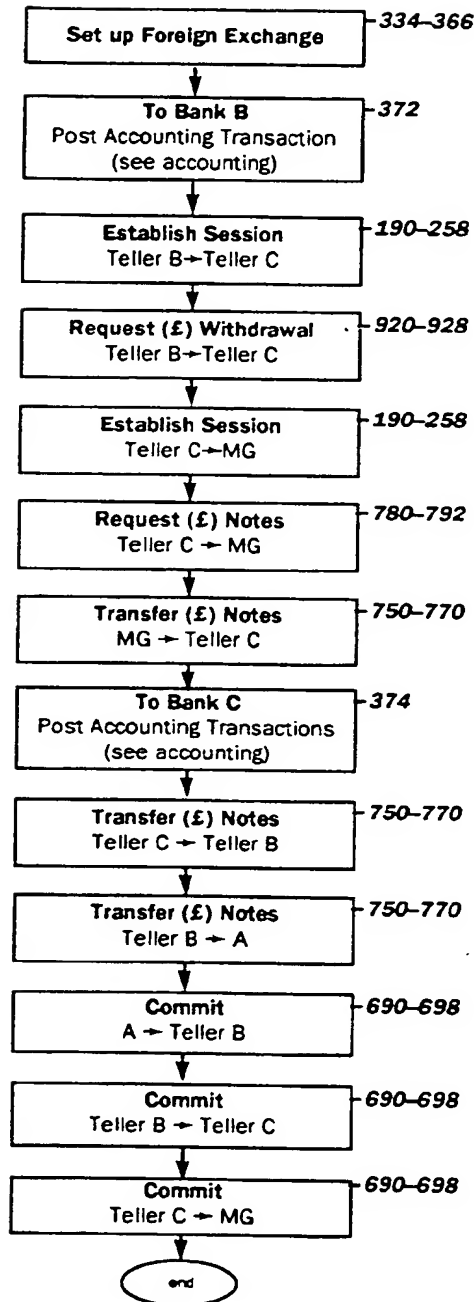 Set up Foreign Exchange
334–366
To Bank B
372
Post Accounting Transaction
(see accounting)
Establish Session
190–258
Teller B→Teller C
Request (£) Withdrawal
920–928
Teller B→Teller C
Establish Session
190–258
Teller C→MG
Request (£) Notes
780–792
Teller C → MG
Transfer (£) Notes
750–770
MG → Teller C
To Bank C
374
Post Accounting Transactions
(see accounting)
Transfer (£) Notes
750–770
Teller C → Teller B
Transfer (£) Notes
750–770
Teller B → A
Commit
690–698
A → Teller B
Commit
690–698
Teller B → Teller C
Commit
690–698
Teller C → MG
end